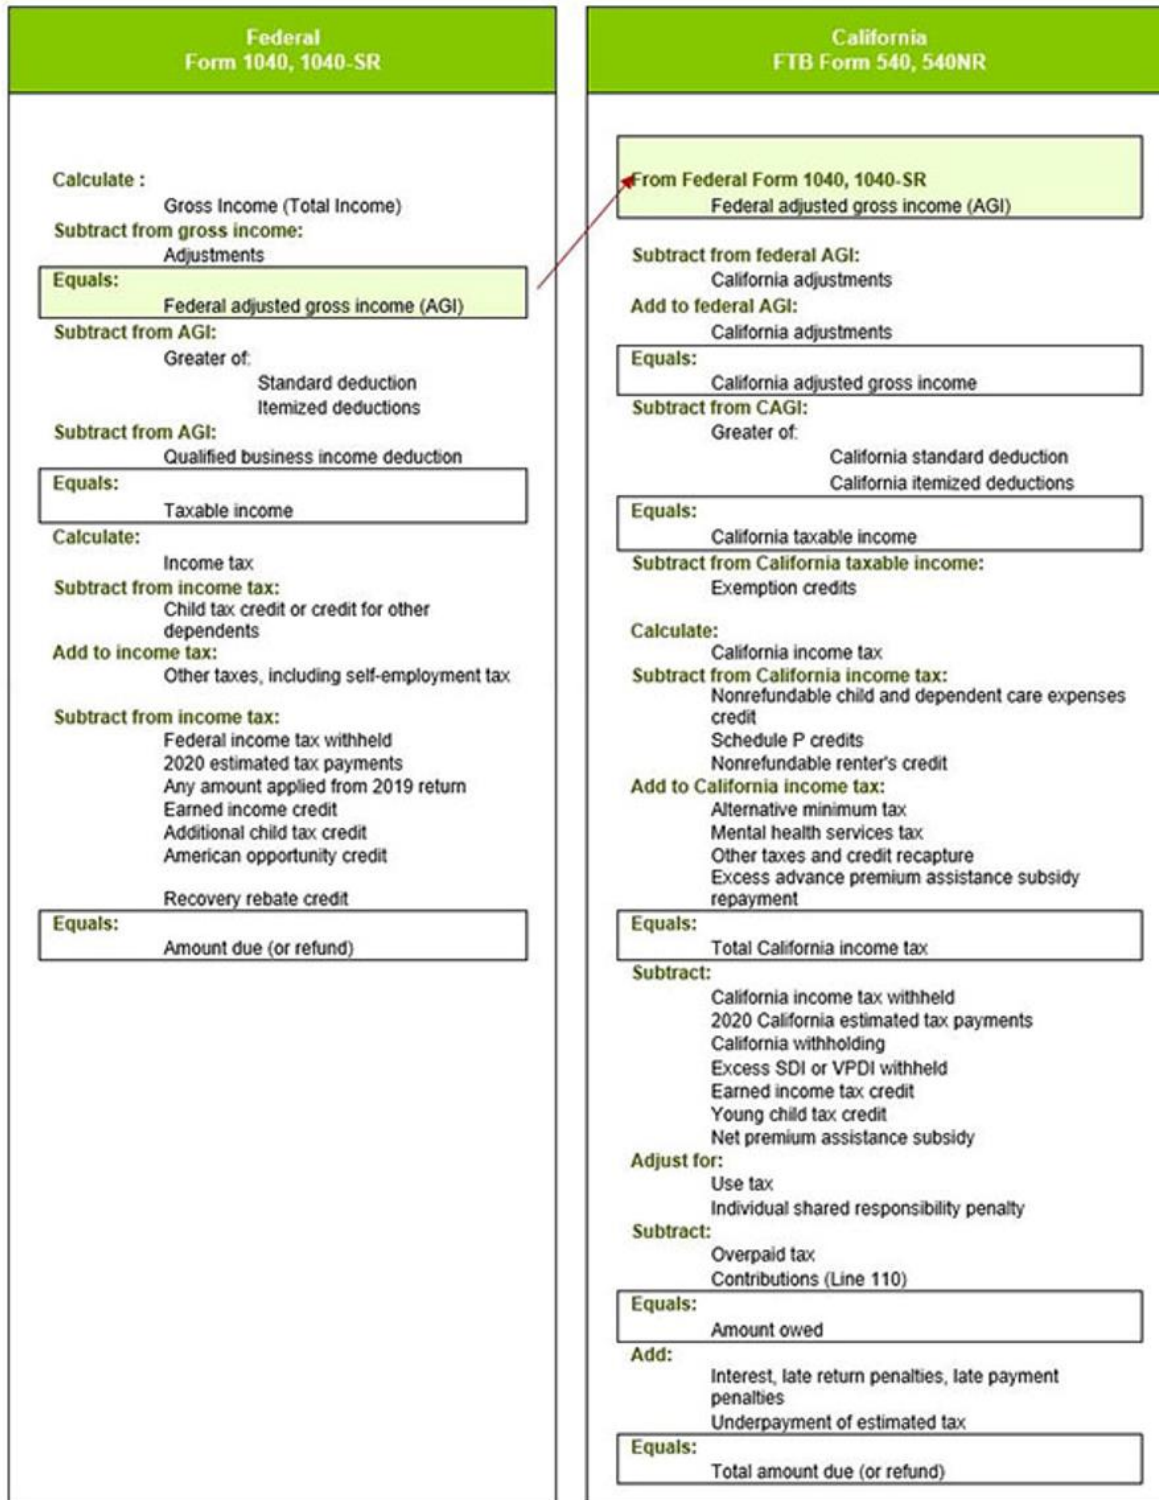 Federal
Form 1040, 1040-SR
Calculate :
Gross Income (Total Income)
Subtract from gross income:
Adjustments
Equals:
Federal adjusted gross income (AGI)
Subtract from AGI:
Greater of:
Standard deduction
Itemized deductions
Subtract from AGI:
Qualified business income deduction
Equals:
Taxable income
Calculate:
Income tax
Subtract from income tax:
Child tax credit or credit for other
dependents
Add to income tax:
Other taxes, including self-employment tax
Subtract from income tax:
Federal income tax withheld
2020 estimated tax payments
Any amount applied from 2019 return
Earned income credit
Additional child tax credit
American opportunity credit
Recovery rebate credit
Equals:
Amount due (or refund)
California
FTB Form 540, 540NR
From Federal Form 1040, 1040-SR
Federal adjusted gross income (AGI)
Subtract from federal AGI:
California adjustments
Add to federal AGI:
California adjustments
Equals:
California adjusted gross income
Subtract from CAGI:
Greater of:
California standard deduction
California itemized deductions
Equals:
California taxable income
Subtract from California taxable income:
Exemption credits
Calculate:
California income tax
Subtract from California income tax:
Nonrefundable child and dependent care expenses
credit
Schedule P credits
Nonrefundable renter's credit
Add to California income tax:
Alternative minimum tax
Mental health services tax
Other taxes and credit recapture
Excess advance premium assistance subsidy
repayment
Equals:
Total California income tax
Subtract:
California income tax withheld
2020 California estimated tax payments
California withholding
Excess SDI or VPDI withheld
Earned income tax credit
Young child tax credit
Net premium assistance subsidy
Adjust for:
Use tax
Individual shared responsibility penalty
Subtract:
Overpaid tax
Contributions (Line 110)
Equals:
Amount owed
Add:
Interest, late return penalties, late payment
penalties
Underpayment of estimated tax
Equals:
Total amount due (or refund)